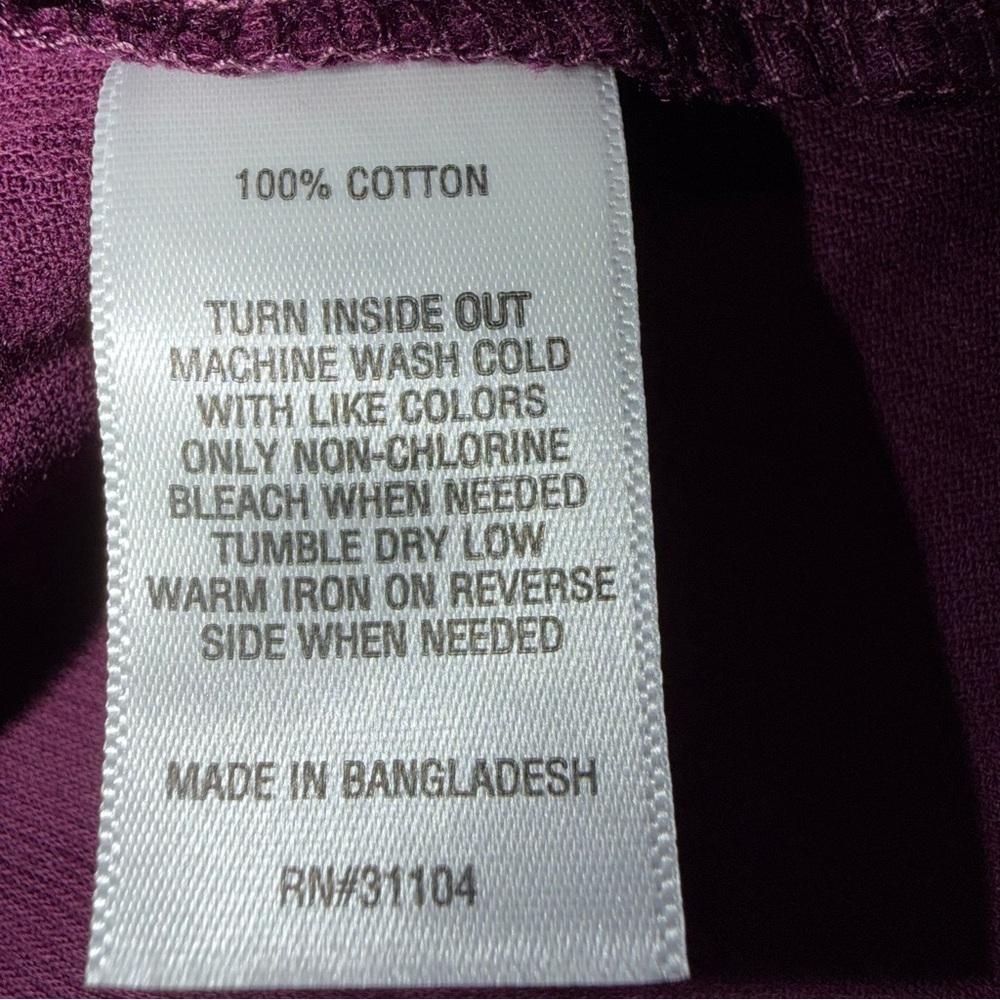 100% COTTON
TURN INSIDE OUT
MACHINE WASH COLD
WITH LIKE COLORS
ONLY NON-CHLORINE
BLEACH WHEN NEEDED
TUMBLE DRY LOW
WARM IRON ON REVERSE
SIDE WHEN NEEDED
MADE IN BANGLADESH
RN#31104